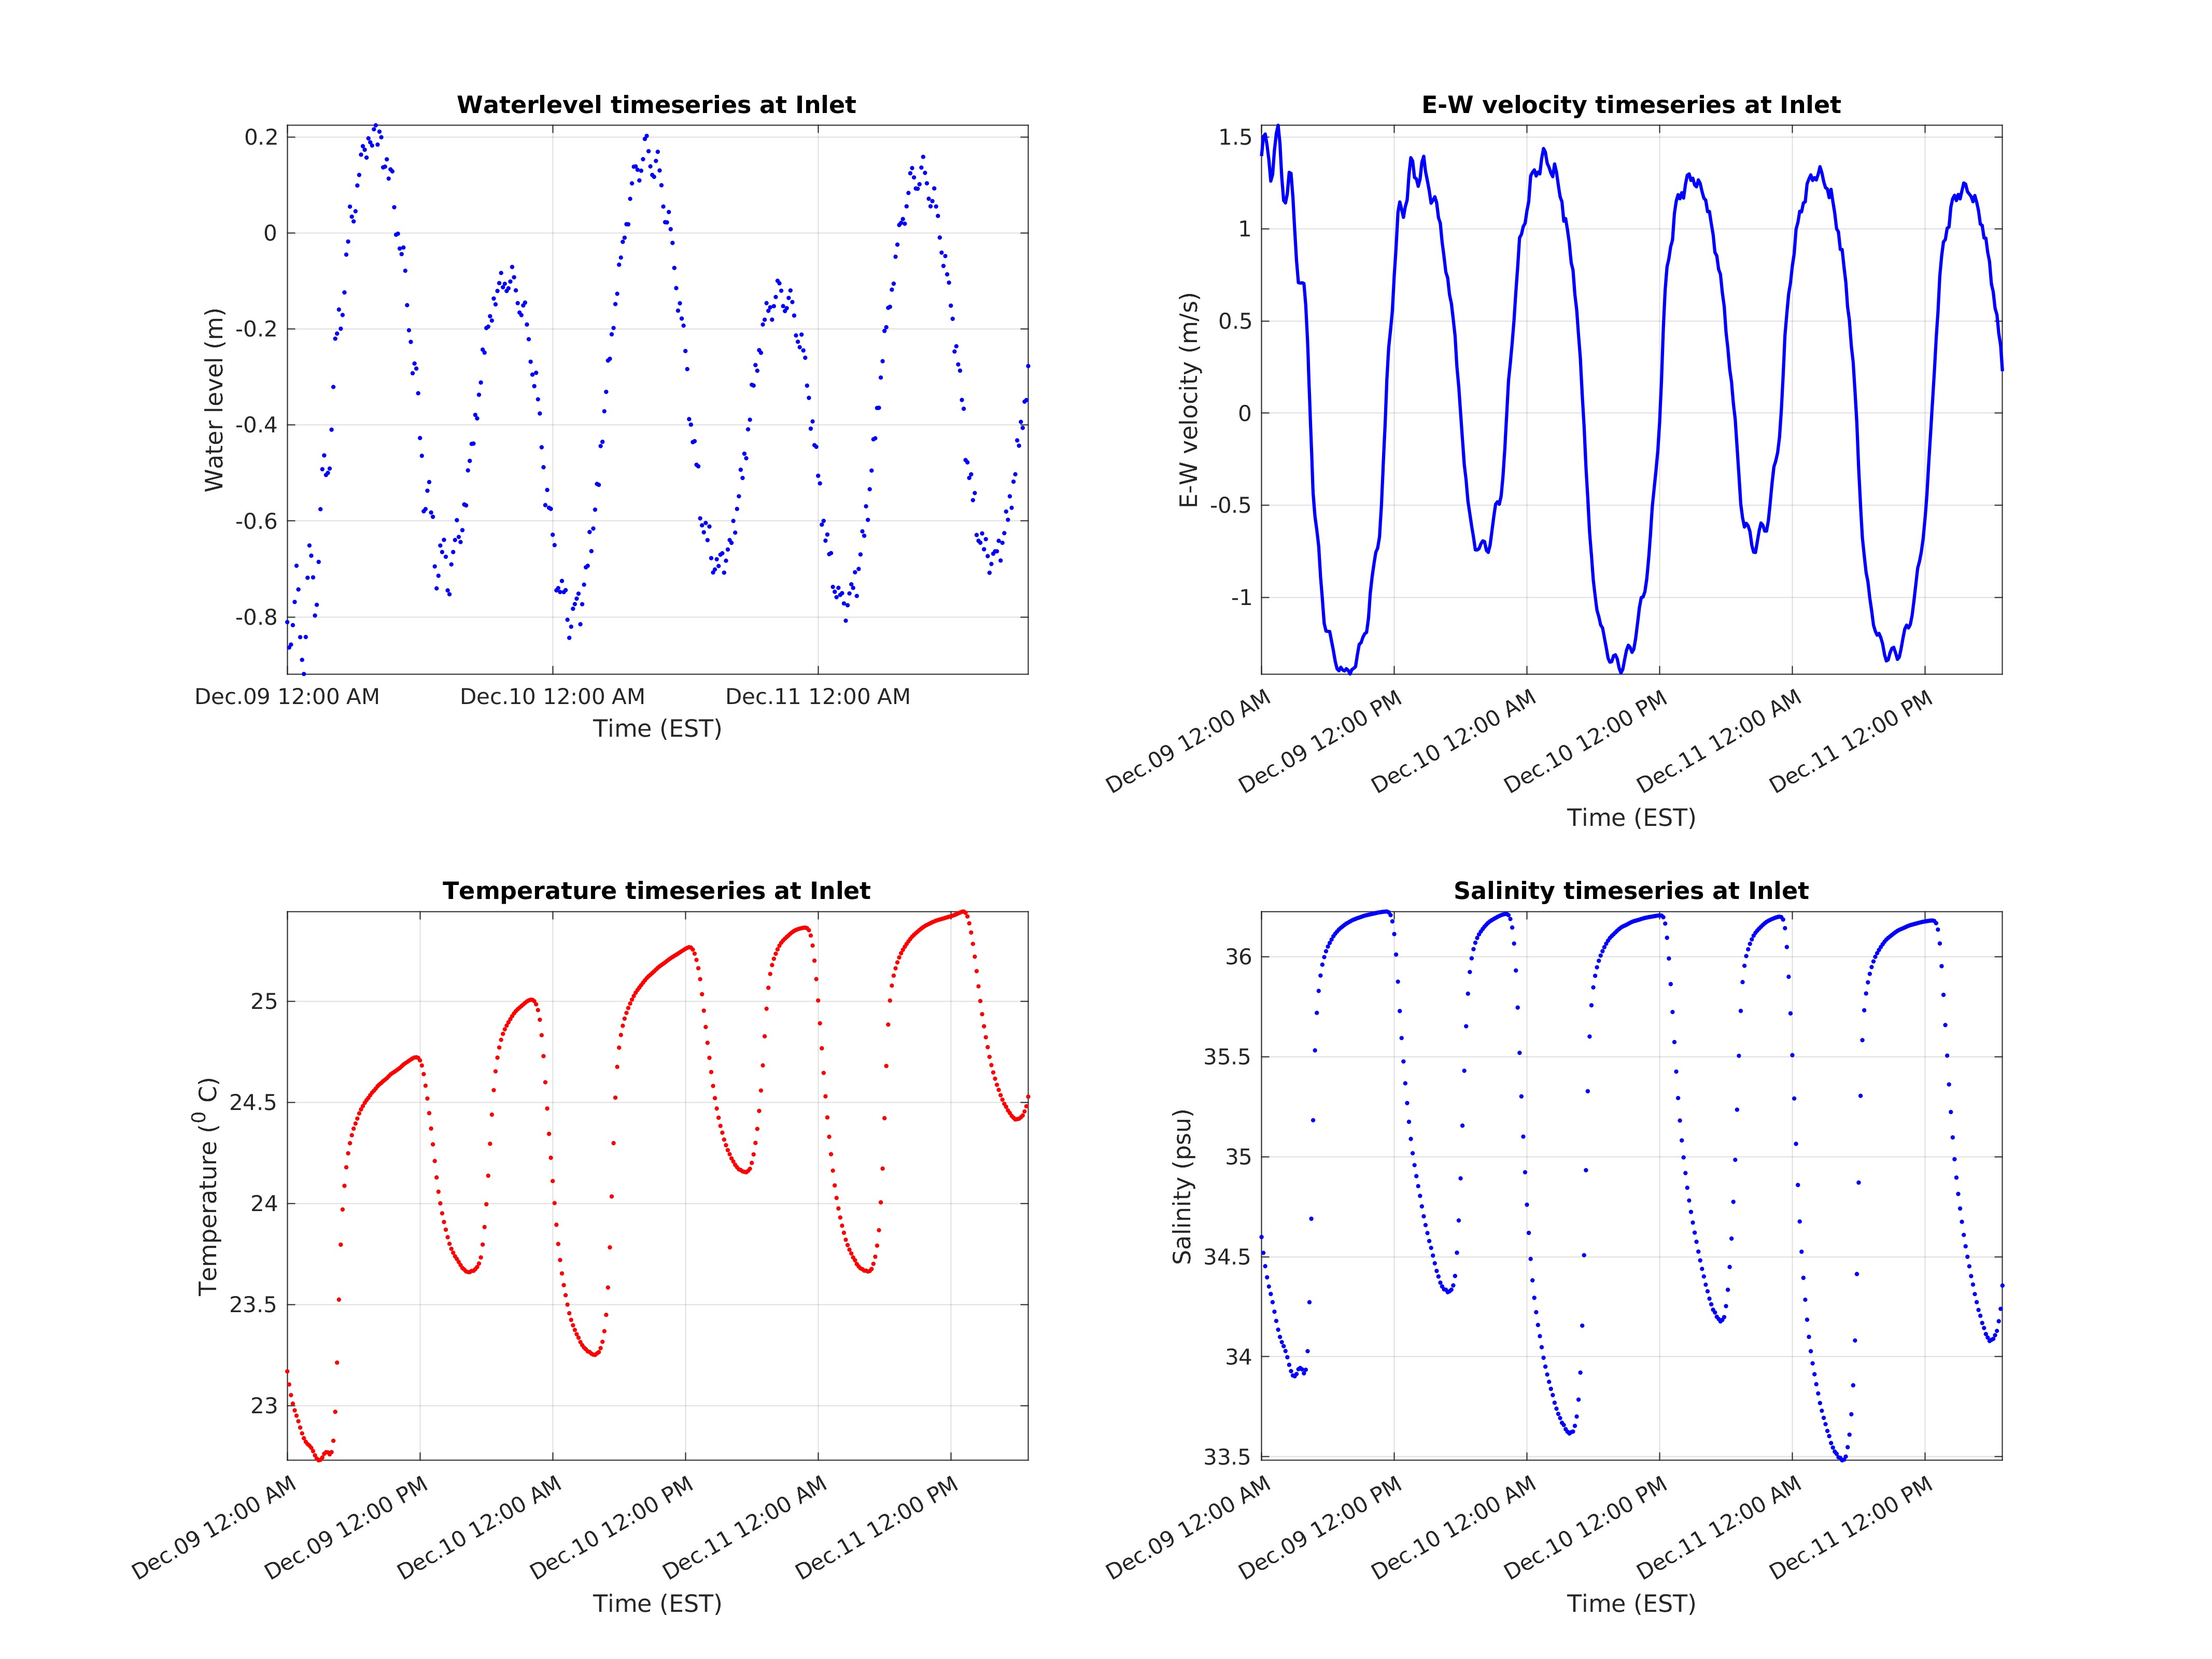 Waterlevel timeseries at Inlet
0.2
0
-0.2
-0.4
-0.6
-0.8
Water level (m)
Dec.09 12:00 AM
Dec.10 12:00 AM
Dec.11 12:00 AM
Time (EST)
E-W velocity timeseries at Inlet
1.5
1
0.5
0
-0.5
-1
E-W velocity (m/s)
Dec.09 12:00 AM
Dec.09 12:00 PM
Dec.10 12:00 AM
Dec.10 12:00 PM
Dec.11 12:00 AM
Dec.11 12:00 PM
Time (EST)
Temperature timeseries at Inlet
25
24.5
24
23.5
23
Temperature (⁰ C)
Dec.09 12:00 AM
Dec.09 12:00 PM
Dec.10 12:00 AM
Dec.10 12:00 PM
Dec.11 12:00 AM
Dec.11 12:00 PM
Time (EST)
Salinity timeseries at Inlet
36
35.5
35
34.5
34
33.5
Salinity (psu)
Dec.09 12:00 AM
Dec.09 12:00 PM
Dec.10 12:00 AM
Dec.10 12:00 PM
Dec.11 12:00 AM
Dec.11 12:00 PM
Time (EST)